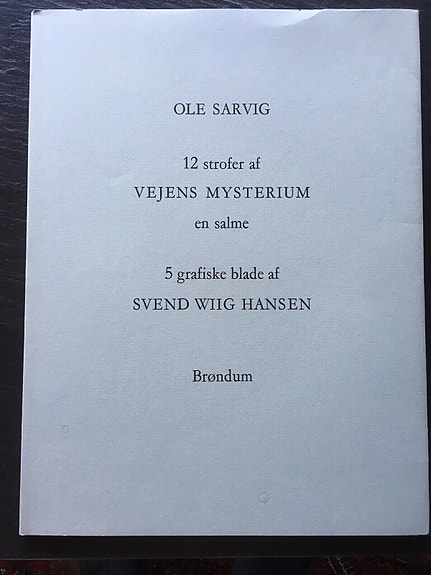 OLE SARVIG
12 strofer af
VEJENS MYSTERIUM
en salme
5 grafiske blade af
SVEND WIIG HANSEN
Brøndum